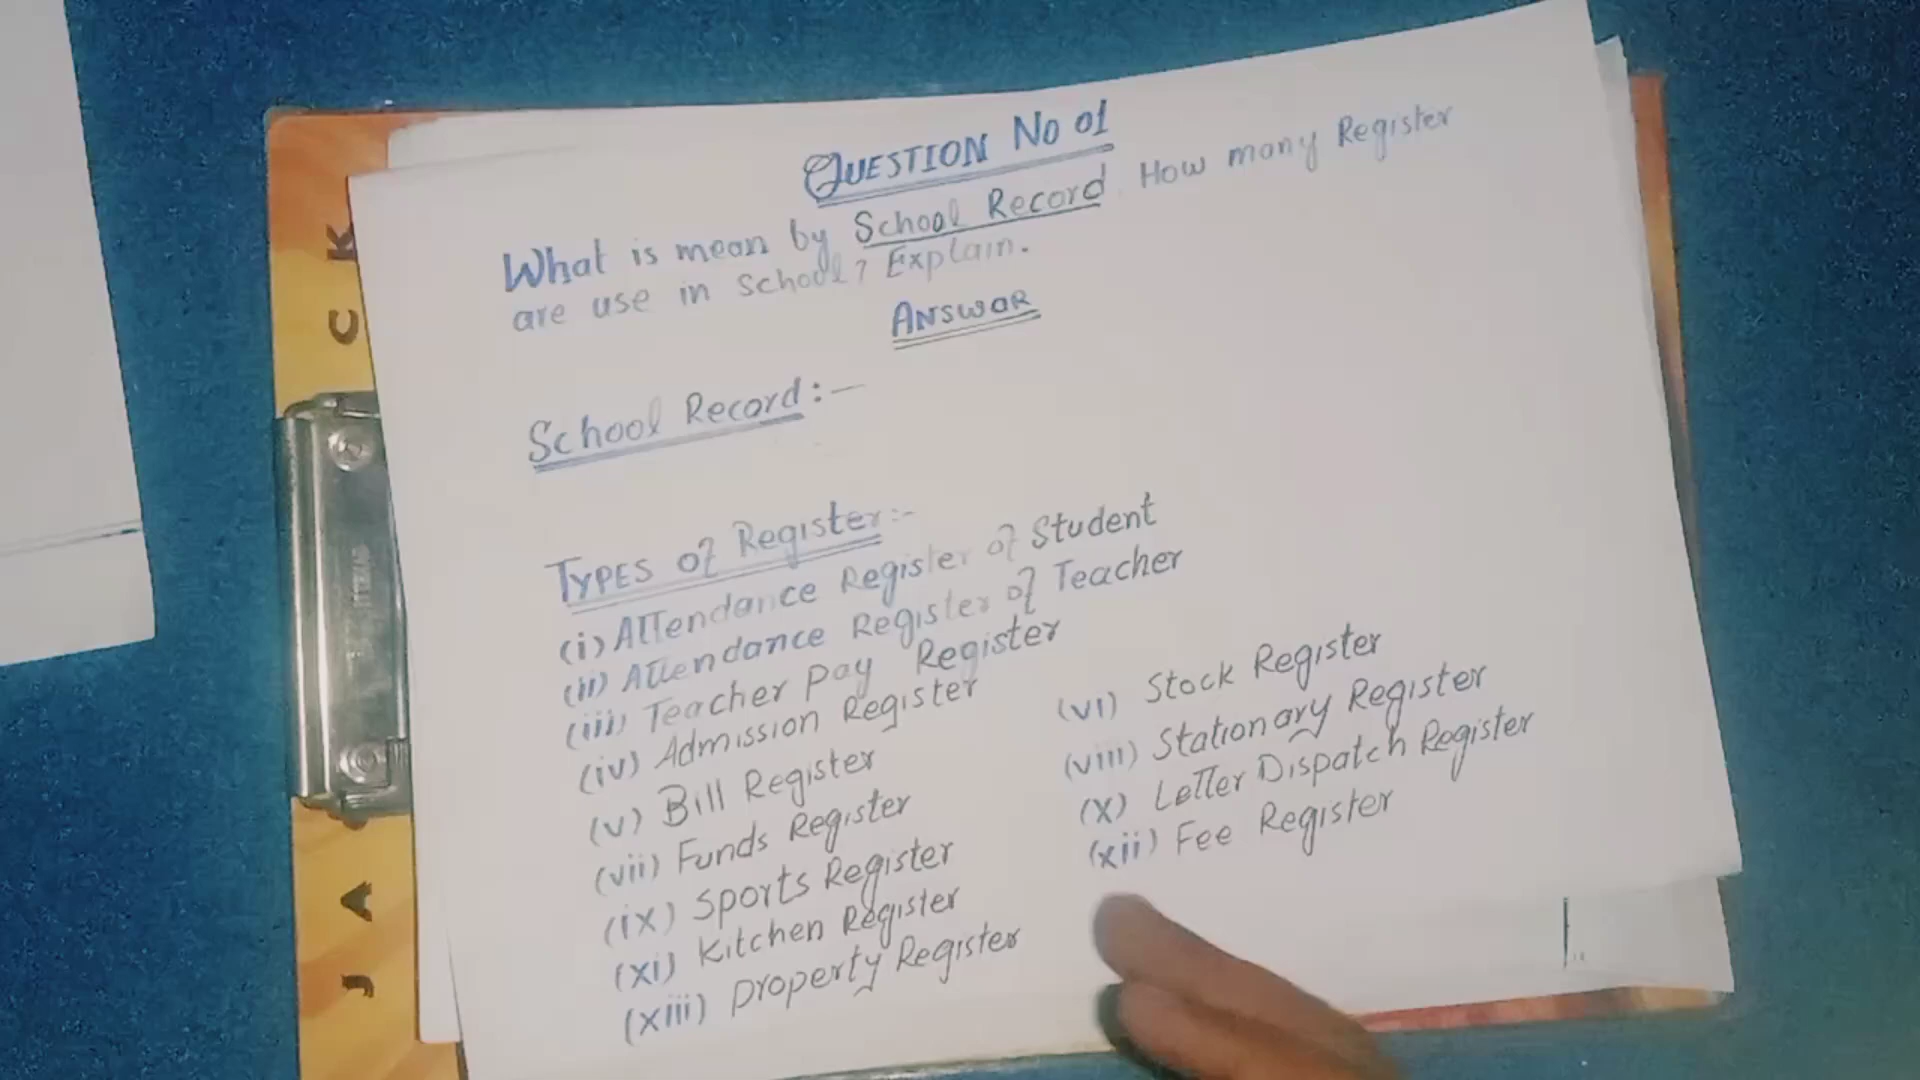 QUESTION No 01
What is mean by School Record. How many Register
are use in School? Explain.
ANSWAR
School Record:-
TYPES of Register:-
(i) Attendance Register of Student
(ii) Attendance Register of Teacher
(iii) Teacher Pay Register
(iv) Admission Register
(v) Bill Register
(vi) Stock Register
(vii) Funds Register
(viii) Stationary Register
(ix) Sports Register
(x) Letter Dispatch Register
(xi) Kitchen Register
(xii) Fee Register
(xiii) Property Register
J A
C K